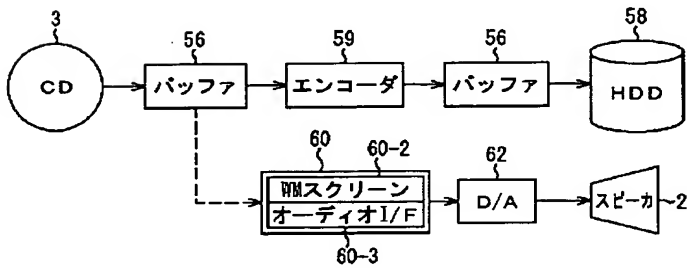 3
56
59
56
58
CD
バッファ
エンコーダ
バッファ
HDD
60
60-2
62
WMスクリーン
オーディオI/F
D/A
スピーカ
2
60-3